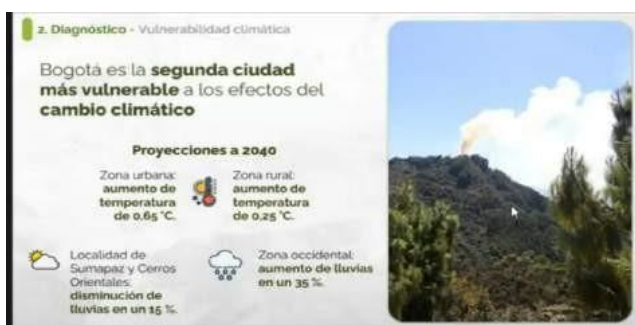 2. Diagnóstico - Vulnerabilidad climática
Bogotá es la segunda ciudad
más vulnerable a los efectos del
cambio climático
Proyecciones a 2040
Zona urbana:
aumento de
temperatura
de 0,65 °C.
Zona rural:
aumento de
temperatura
de 0,25 °C.
Localidad de
Sumapaz y Cerros
Orientales:
disminución de
lluvias en un 15 %.
Zona occidental:
aumento de lluvias
en un 35 %.